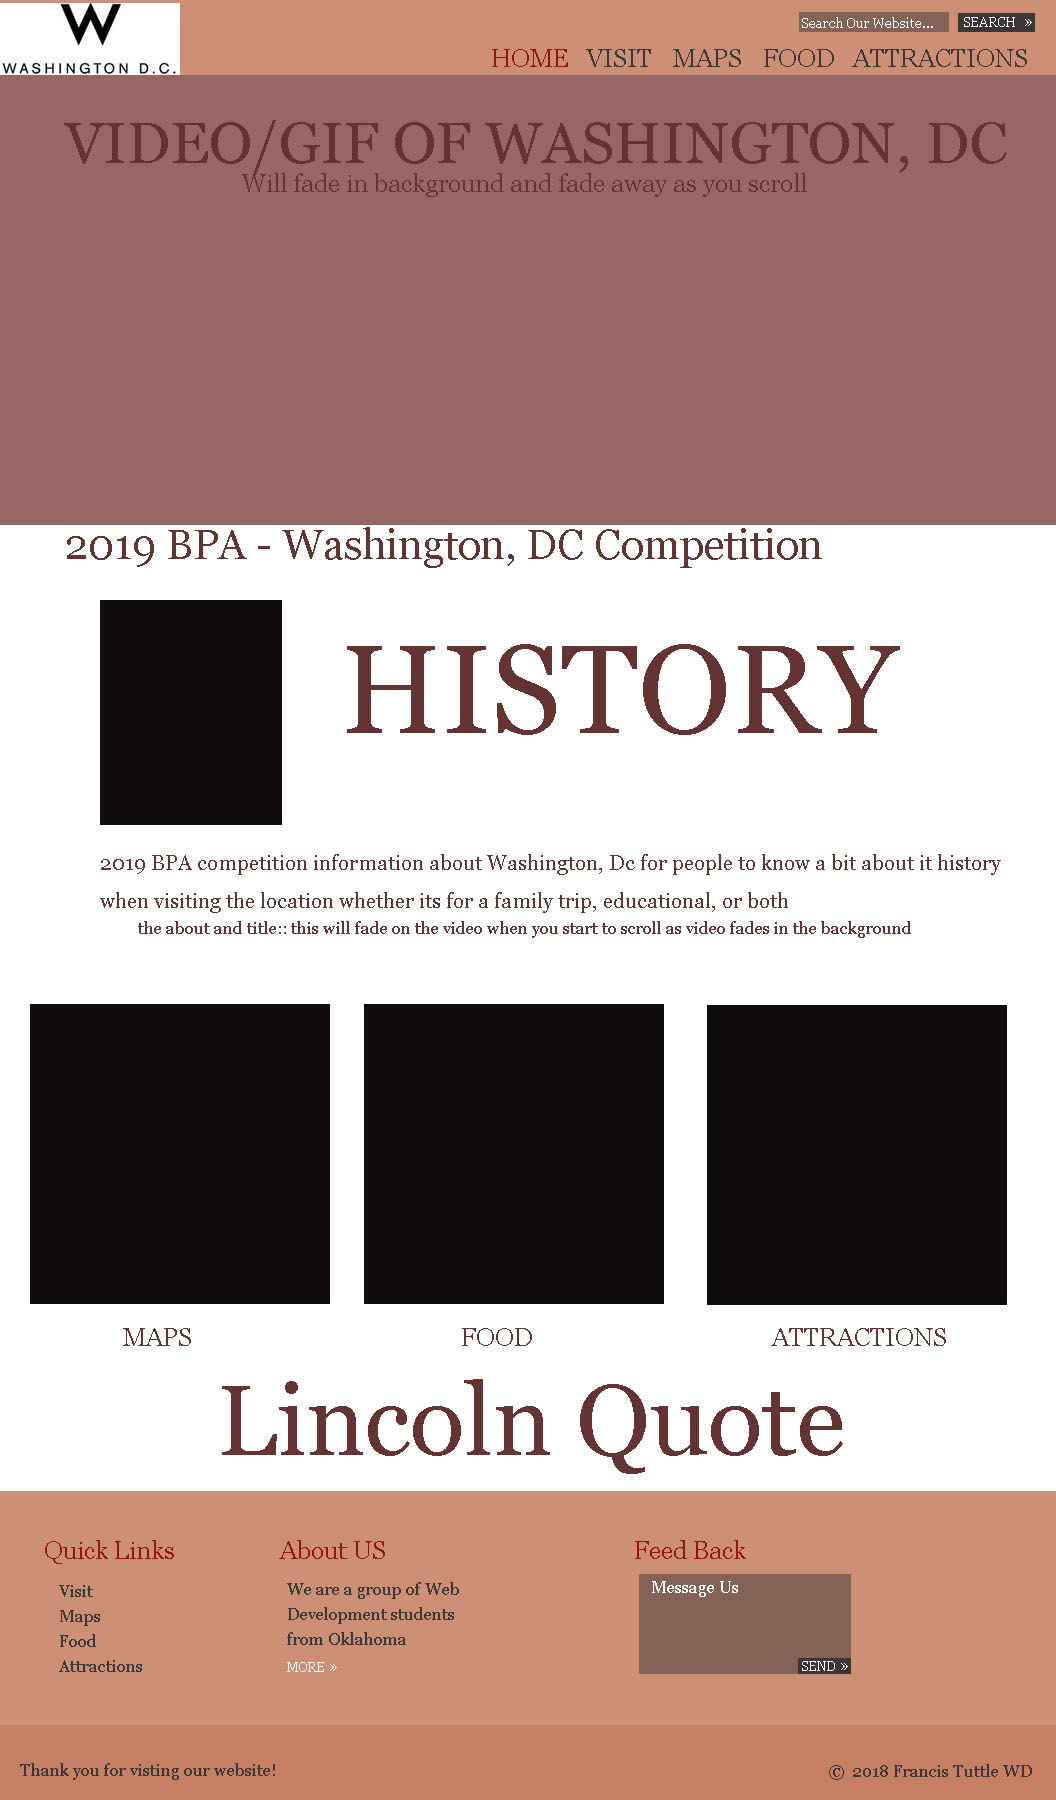 W
WASHINGTON D.C.
Search Our Website...
SEARCH »
HOME VISIT MAPS FOOD ATTRACTIONS
VIDEO/GIF OF WASHINGTON, DC
Will fade in background and fade away as you scroll
2019 BPA - Washington, DC Competition
HISTORY
2019 BPA competition information about Washington, Dc for people to know a bit about it history
when visiting the location whether its for a family trip, educational, or both
the about and title:: this will fade on the video when you start to scroll as video fades in the background
MAPS
FOOD
ATTRACTIONS
Lincoln Quote
Quick Links
Visit
Maps
Food
Attractions
About US
We are a group of Web
Development students
from Oklahoma
MORE »
Feed Back
Message Us
SEND »
Thank you for visting our website!
© 2018 Francis Tuttle WD